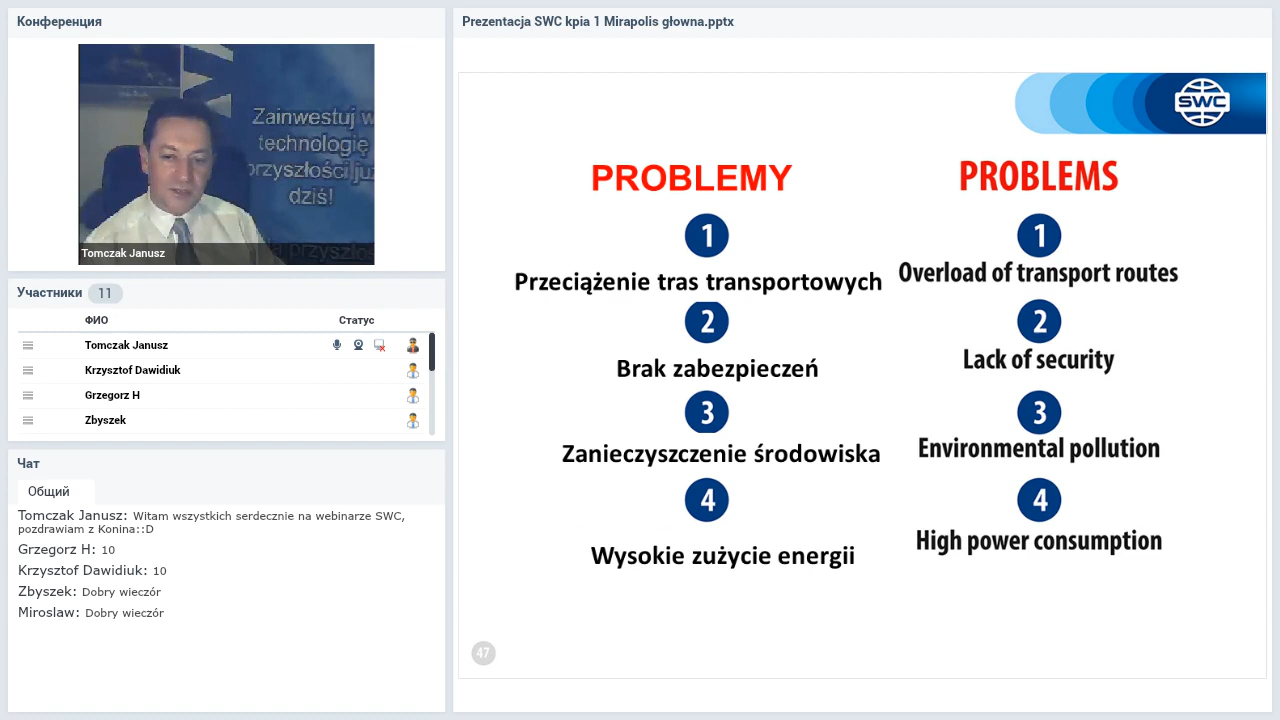 Конференция
Zainwestuj w
technologię
przyszłości już
dziś!
Tomczak Janusz
Участники 11
ФИО Статус
Tomczak Janusz
Krzysztof Dawidiuk
Grzegorz H
Zbyszek
Чат
Общий
Tomczak Janusz: Witam wszystkich serdecznie na webinarze SWC,
pozdrawiam z Konina::D
Grzegorz H: 10
Krzysztof Dawidiuk: 10
Zbyszek: Dobry wieczór
Miroslaw: Dobry wieczór
Prezentacja SWC kpia 1 Mirapolis głowna.pptx
SWC
PROBLEMY
1
Przeciążenie tras transportowych
2
Brak zabezpieczeń
3
Zanieczyszczenie środowiska
4
Wysokie zużycie energii
PROBLEMS
1
Overload of transport routes
2
Lack of security
3
Environmental pollution
4
High power consumption
47